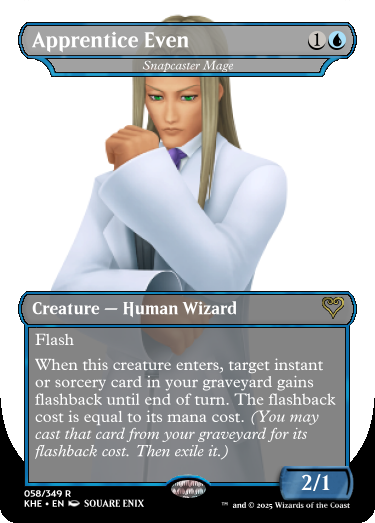 Apprentice Even 1
Snapcaster Mage
Creature — Human Wizard
Flash
When this creature enters, target instant
or sorcery card in your graveyard gains
flashback until end of turn. The flashback
cost is equal to its mana cost. (You may
cast that card from your graveyard for its
flashback cost. Then exile it.)
2/1
058/349 R
KHE • EN SQUARE ENIX ™ and © 2025 Wizards of the Coast